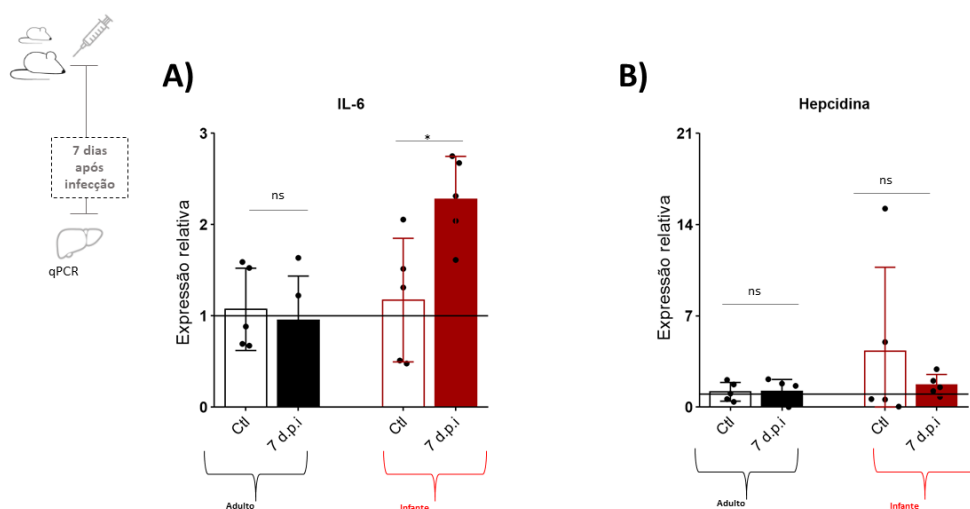 7 dias
após
infecção
qPCR
A)
IL-6
Expressão relativa
3
2
1
0
ns
*
Ctl
7 d.p.i
Ctl
7 d.p.i
Adulto
Infante
B)
Hepcidina
Expressão relativa
21
14
7
0
ns
ns
Ctl
7 d.p.i
Ctl
7 d.p.i
Adulto
Infante